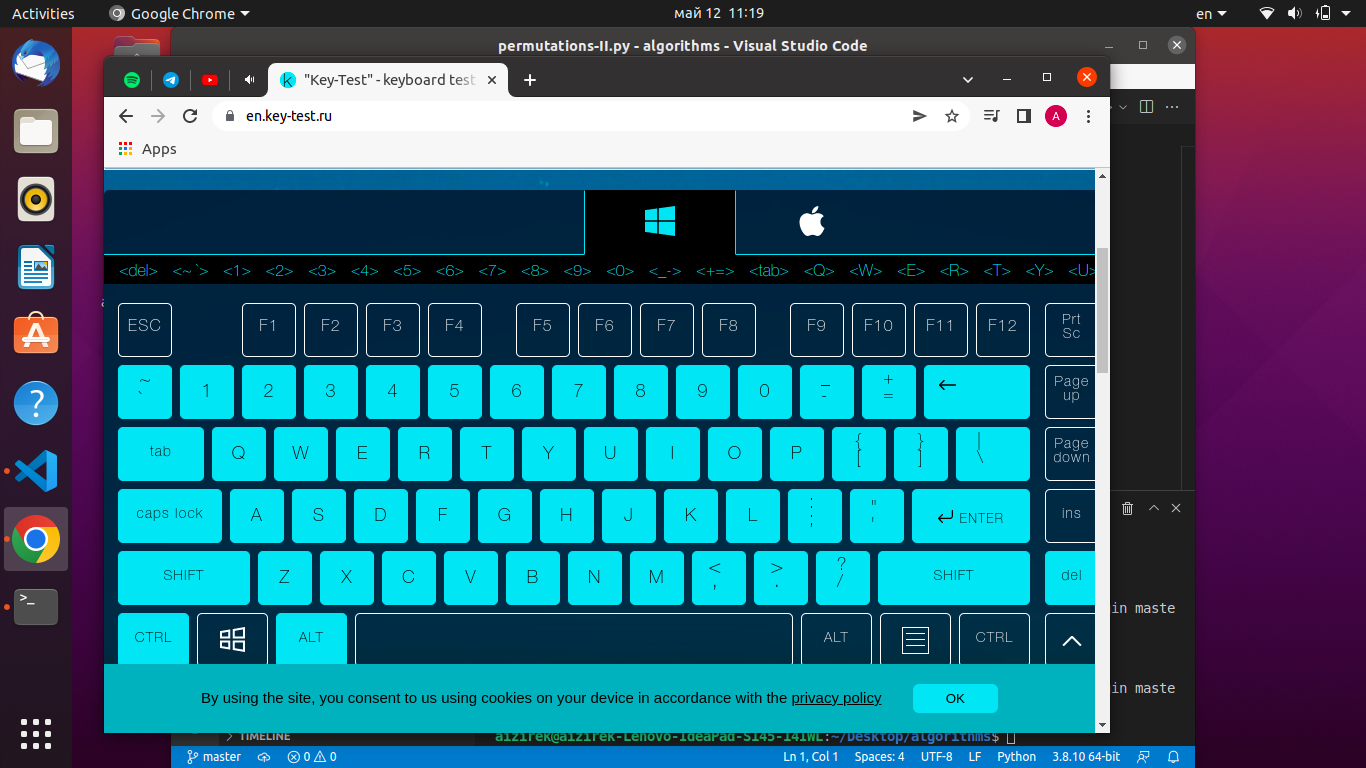 Activities Google Chrome май 12 11:19 en
permutations-II.py - algorithms - Visual Studio Code
"Key-Test" - keyboard test
en.key-test.ru A
Apps
<del> <~`> <1> <2> <3> <4> <5> <6> <7> <8> <9> <0> <_-> <+=> <tab> <Q> <W> <E> <R> <T> <Y> <U>
ESC F1 F2 F3 F4 F5 F6 F7 F8 F9 F10 F11 F12 Prt Sc
~ ` 1 2 3 4 5 6 7 8 9 0 _ - + = ← Page up
tab Q W E R T Y U I O P { [ } ] | \ Page down
caps lock A S D F G H J K L : ; " ' ENTER ins
SHIFT Z X C V B N M < , > . ? / SHIFT del
in maste
CTRL ALT ALT CTRL
By using the site, you consent to us using cookies on your device in accordance with the privacy policy OK
in maste
TIMELINE
aizirek@aizirek-Lenovo-IdeaPad-S145-14IWL:~/Desktop/algorithms$
master 0 0 Ln 1, Col 1 Spaces: 4 UTF-8 LF Python 3.8.10 64-bit